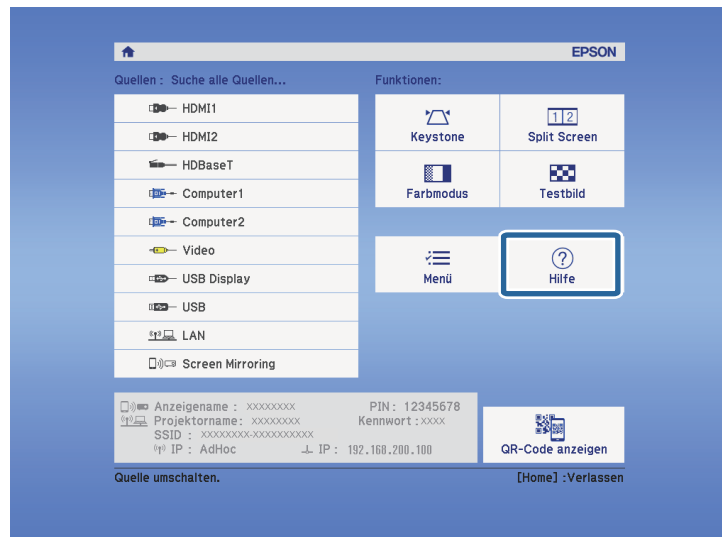 EPSON
Quellen : Suche alle Quellen...
Funktionen:
HDMI1
HDMI2
HDBaseT
Computer1
Computer2
Video
USB Display
USB
LAN
Screen Mirroring
Keystone
1 2
Split Screen
Farbmodus
Testbild
Menü
?
Hilfe
Anzeigename : xxxxxxxx PIN : 12345678
Projektorname: xxxxxxxx Kennwort : xxxx
SSID : xxxxxxxx-xxxxxxxxxx
IP : AdHoc IP : 192.168.200.100
QR-Code anzeigen
Quelle umschalten.
[Home] :Verlassen